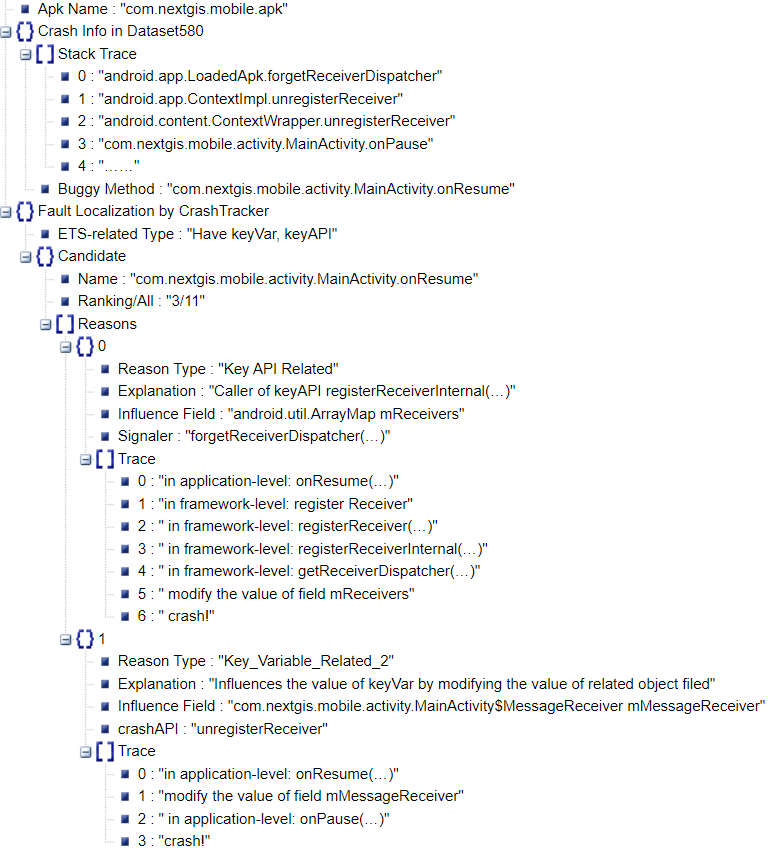 Apk Name : "com.nextgis.mobile.apk"
{} Crash Info in Dataset580
[] Stack Trace
0 : "android.app.LoadedApk.forgetReceiverDispatcher"
1 : "android.app.ContextImpl.unregisterReceiver"
2 : "android.content.ContextWrapper.unregisterReceiver"
3 : "com.nextgis.mobile.activity.MainActivity.onPause"
4 : "……"
Buggy Method : "com.nextgis.mobile.activity.MainActivity.onResume"
{} Fault Localization by CrashTracker
ETS-related Type : "Have keyVar, keyAPI"
{} Candidate
Name : "com.nextgis.mobile.activity.MainActivity.onResume"
Ranking/All : "3/11"
[] Reasons
{} 0
Reason Type : "Key API Related"
Explanation : "Caller of keyAPI registerReceiverInternal(…)"
Influence Field : "android.util.ArrayMap mReceivers"
Signaler : "forgetReceiverDispatcher(…)"
[] Trace
0 : "in application-level: onResume(…)"
1 : "in framework-level: register Receiver"
2 : " in framework-level: registerReceiver(…)"
3 : " in framework-level: registerReceiverInternal(…)"
4 : " in framework-level: getReceiverDispatcher(…)"
5 : " modify the value of field mReceivers"
6 : " crash!"
{} 1
Reason Type : "Key_Variable_Related_2"
Explanation : "Influences the value of keyVar by modifying the value of related object filed"
Influence Field : "com.nextgis.mobile.activity.MainActivity$MessageReceiver mMessageReceiver"
crashAPI : "unregisterReceiver"
[] Trace
0 : "in application-level: onResume(…)"
1 : "modify the value of field mMessageReceiver"
2 : " in application-level: onPause(…)"
3 : "crash!"